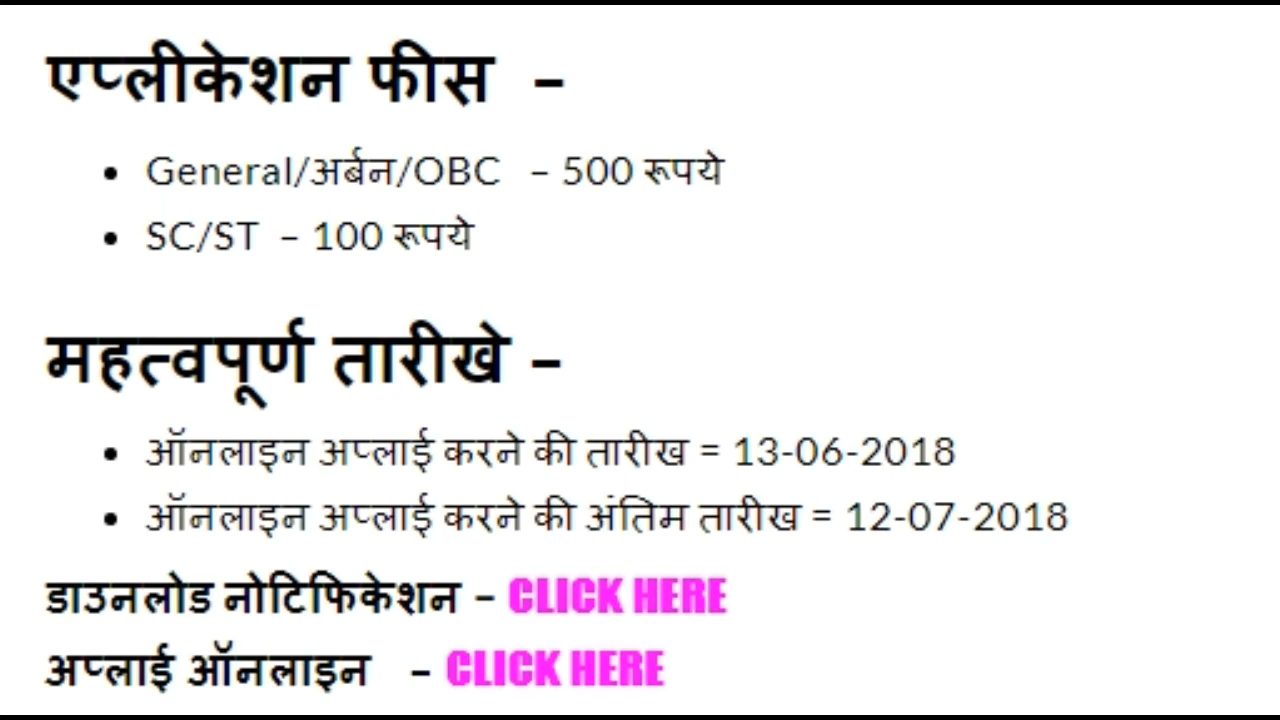 एप्लीकेशन फीस –
• General/अर्बन/OBC – 500 रूपये
• SC/ST – 100 रूपये
महत्वपूर्ण तारीखे –
• ऑनलाइन अप्लाई करने की तारीख = 13-06-2018
• ऑनलाइन अप्लाई करने की अंतिम तारीख = 12-07-2018
डाउनलोड नोटिफिकेशन – CLICK HERE
अप्लाई ऑनलाइन – CLICK HERE